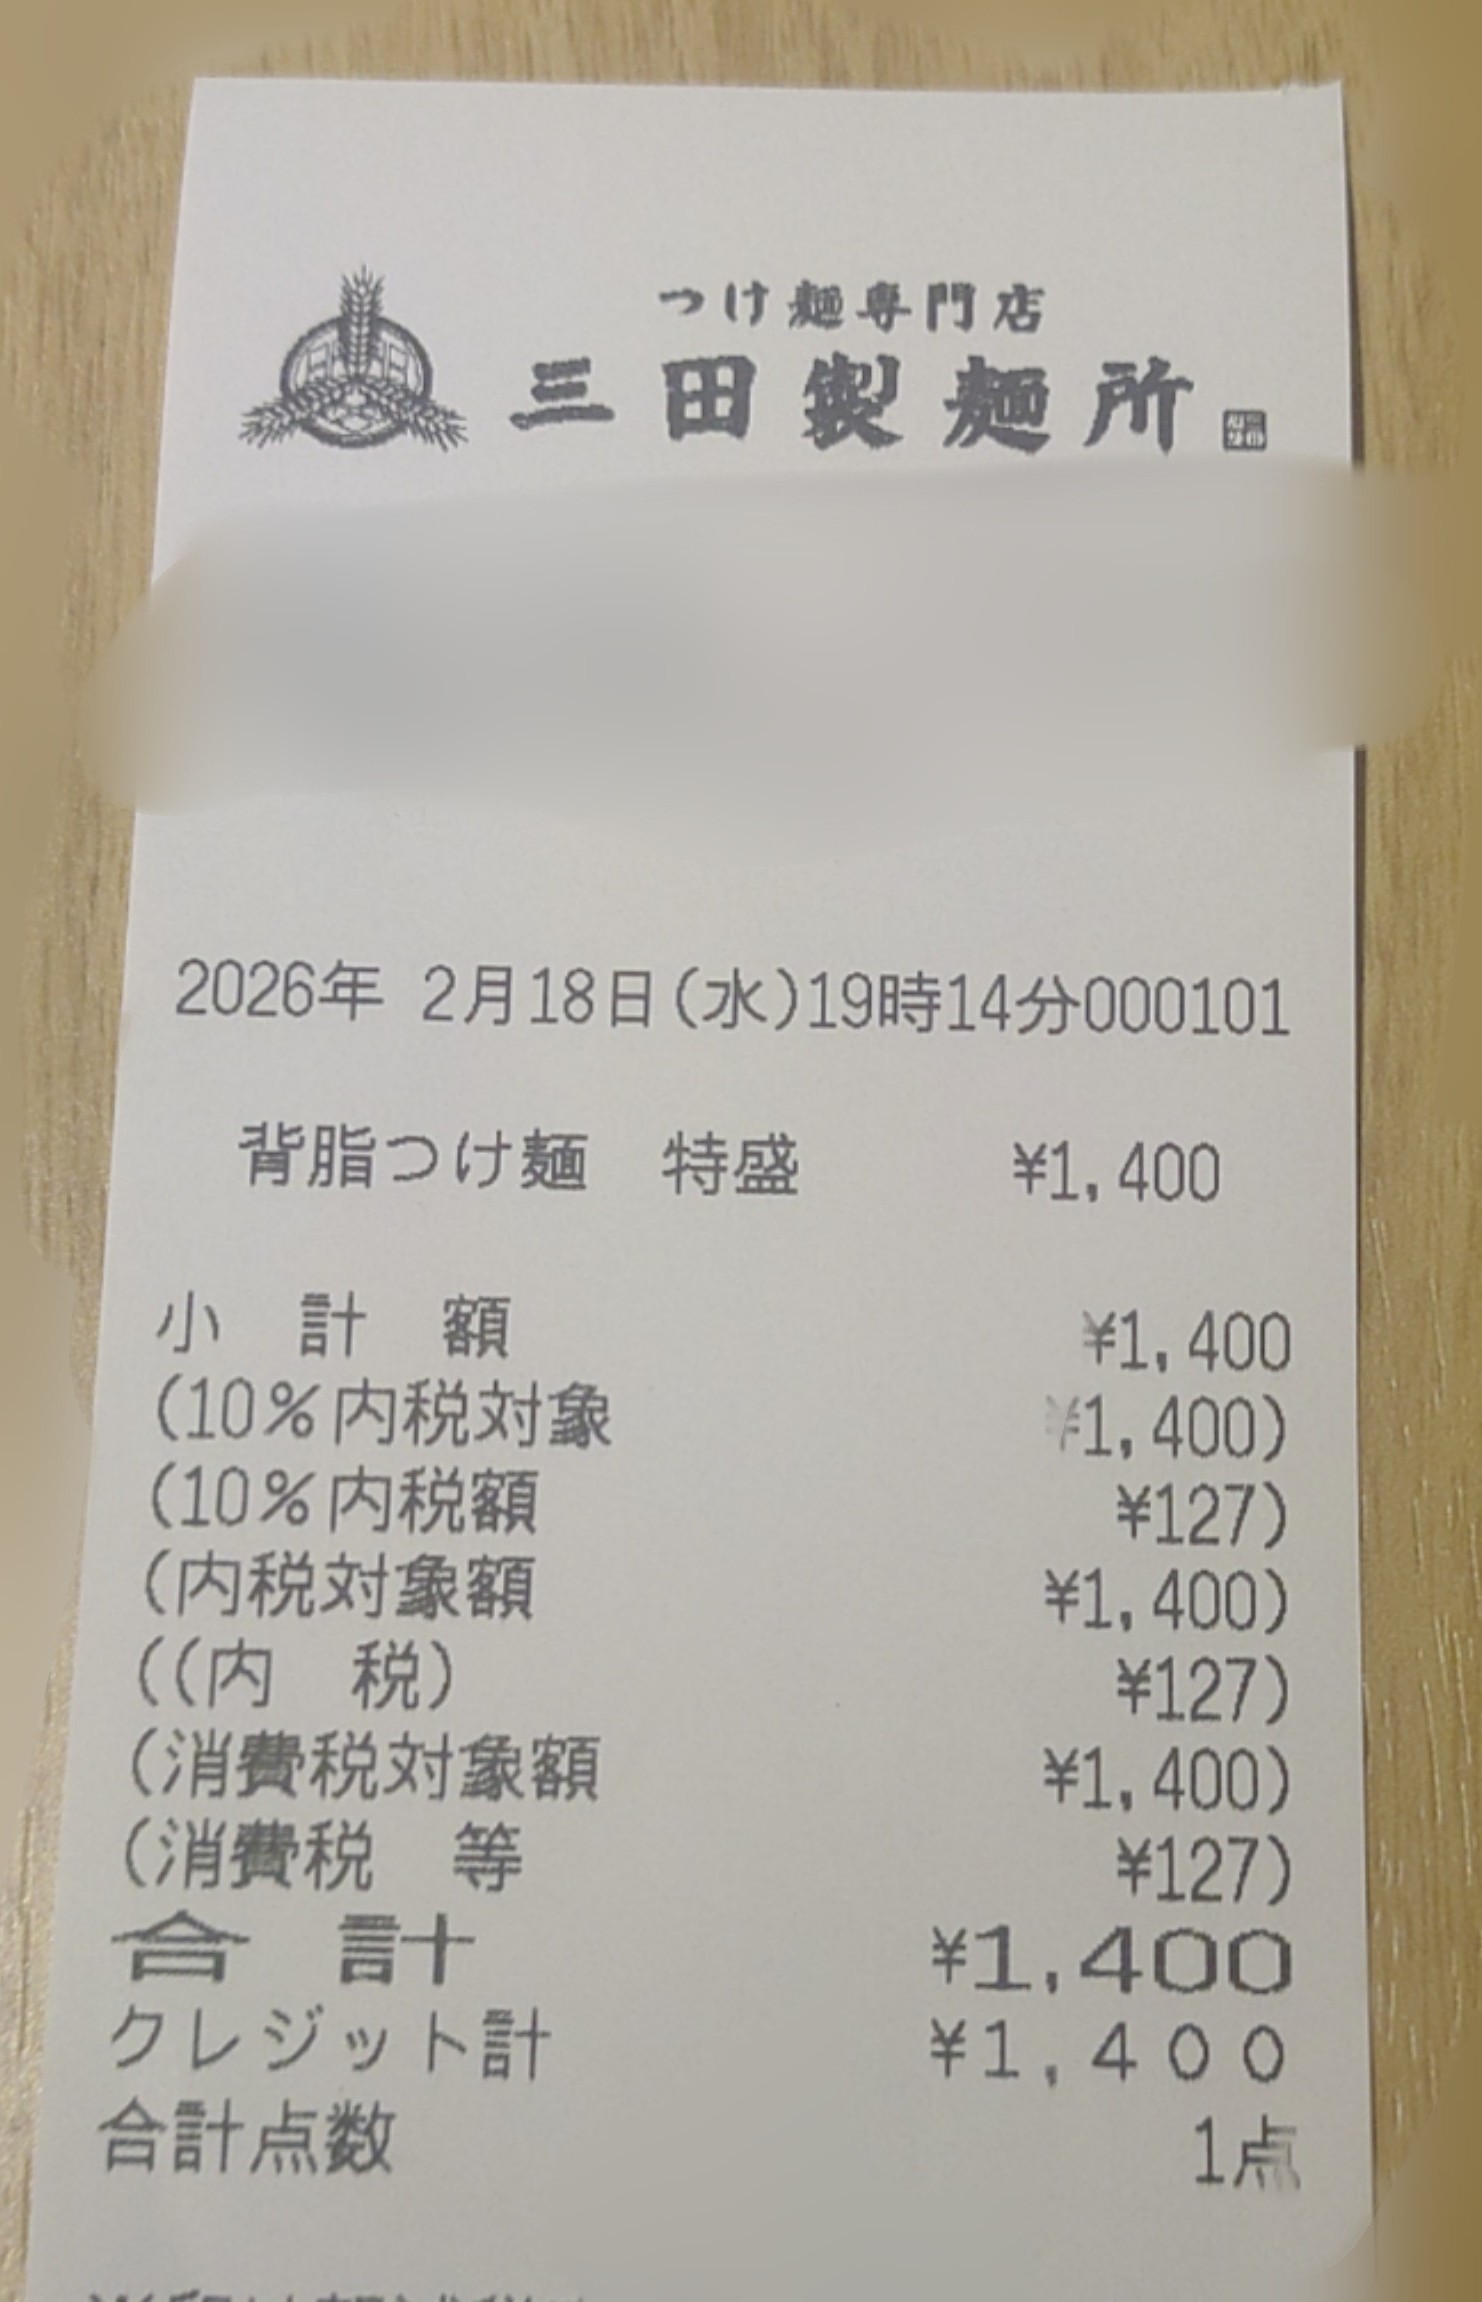 つけ麺専門店
三田製麺所
2026年 2月18日(水)19時14分000101
背脂つけ麺 特盛 ¥1,400
小 計 額 ¥1,400
(10%内税対象 ¥1,400)
(10%内税額 ¥127)
(内税対象額 ¥1,400)
((内 税) ¥127)
(消費税対象額 ¥1,400)
(消費税 等 ¥127)
合 計 ¥1,400
クレジット計 ¥1,400
合計点数 1点